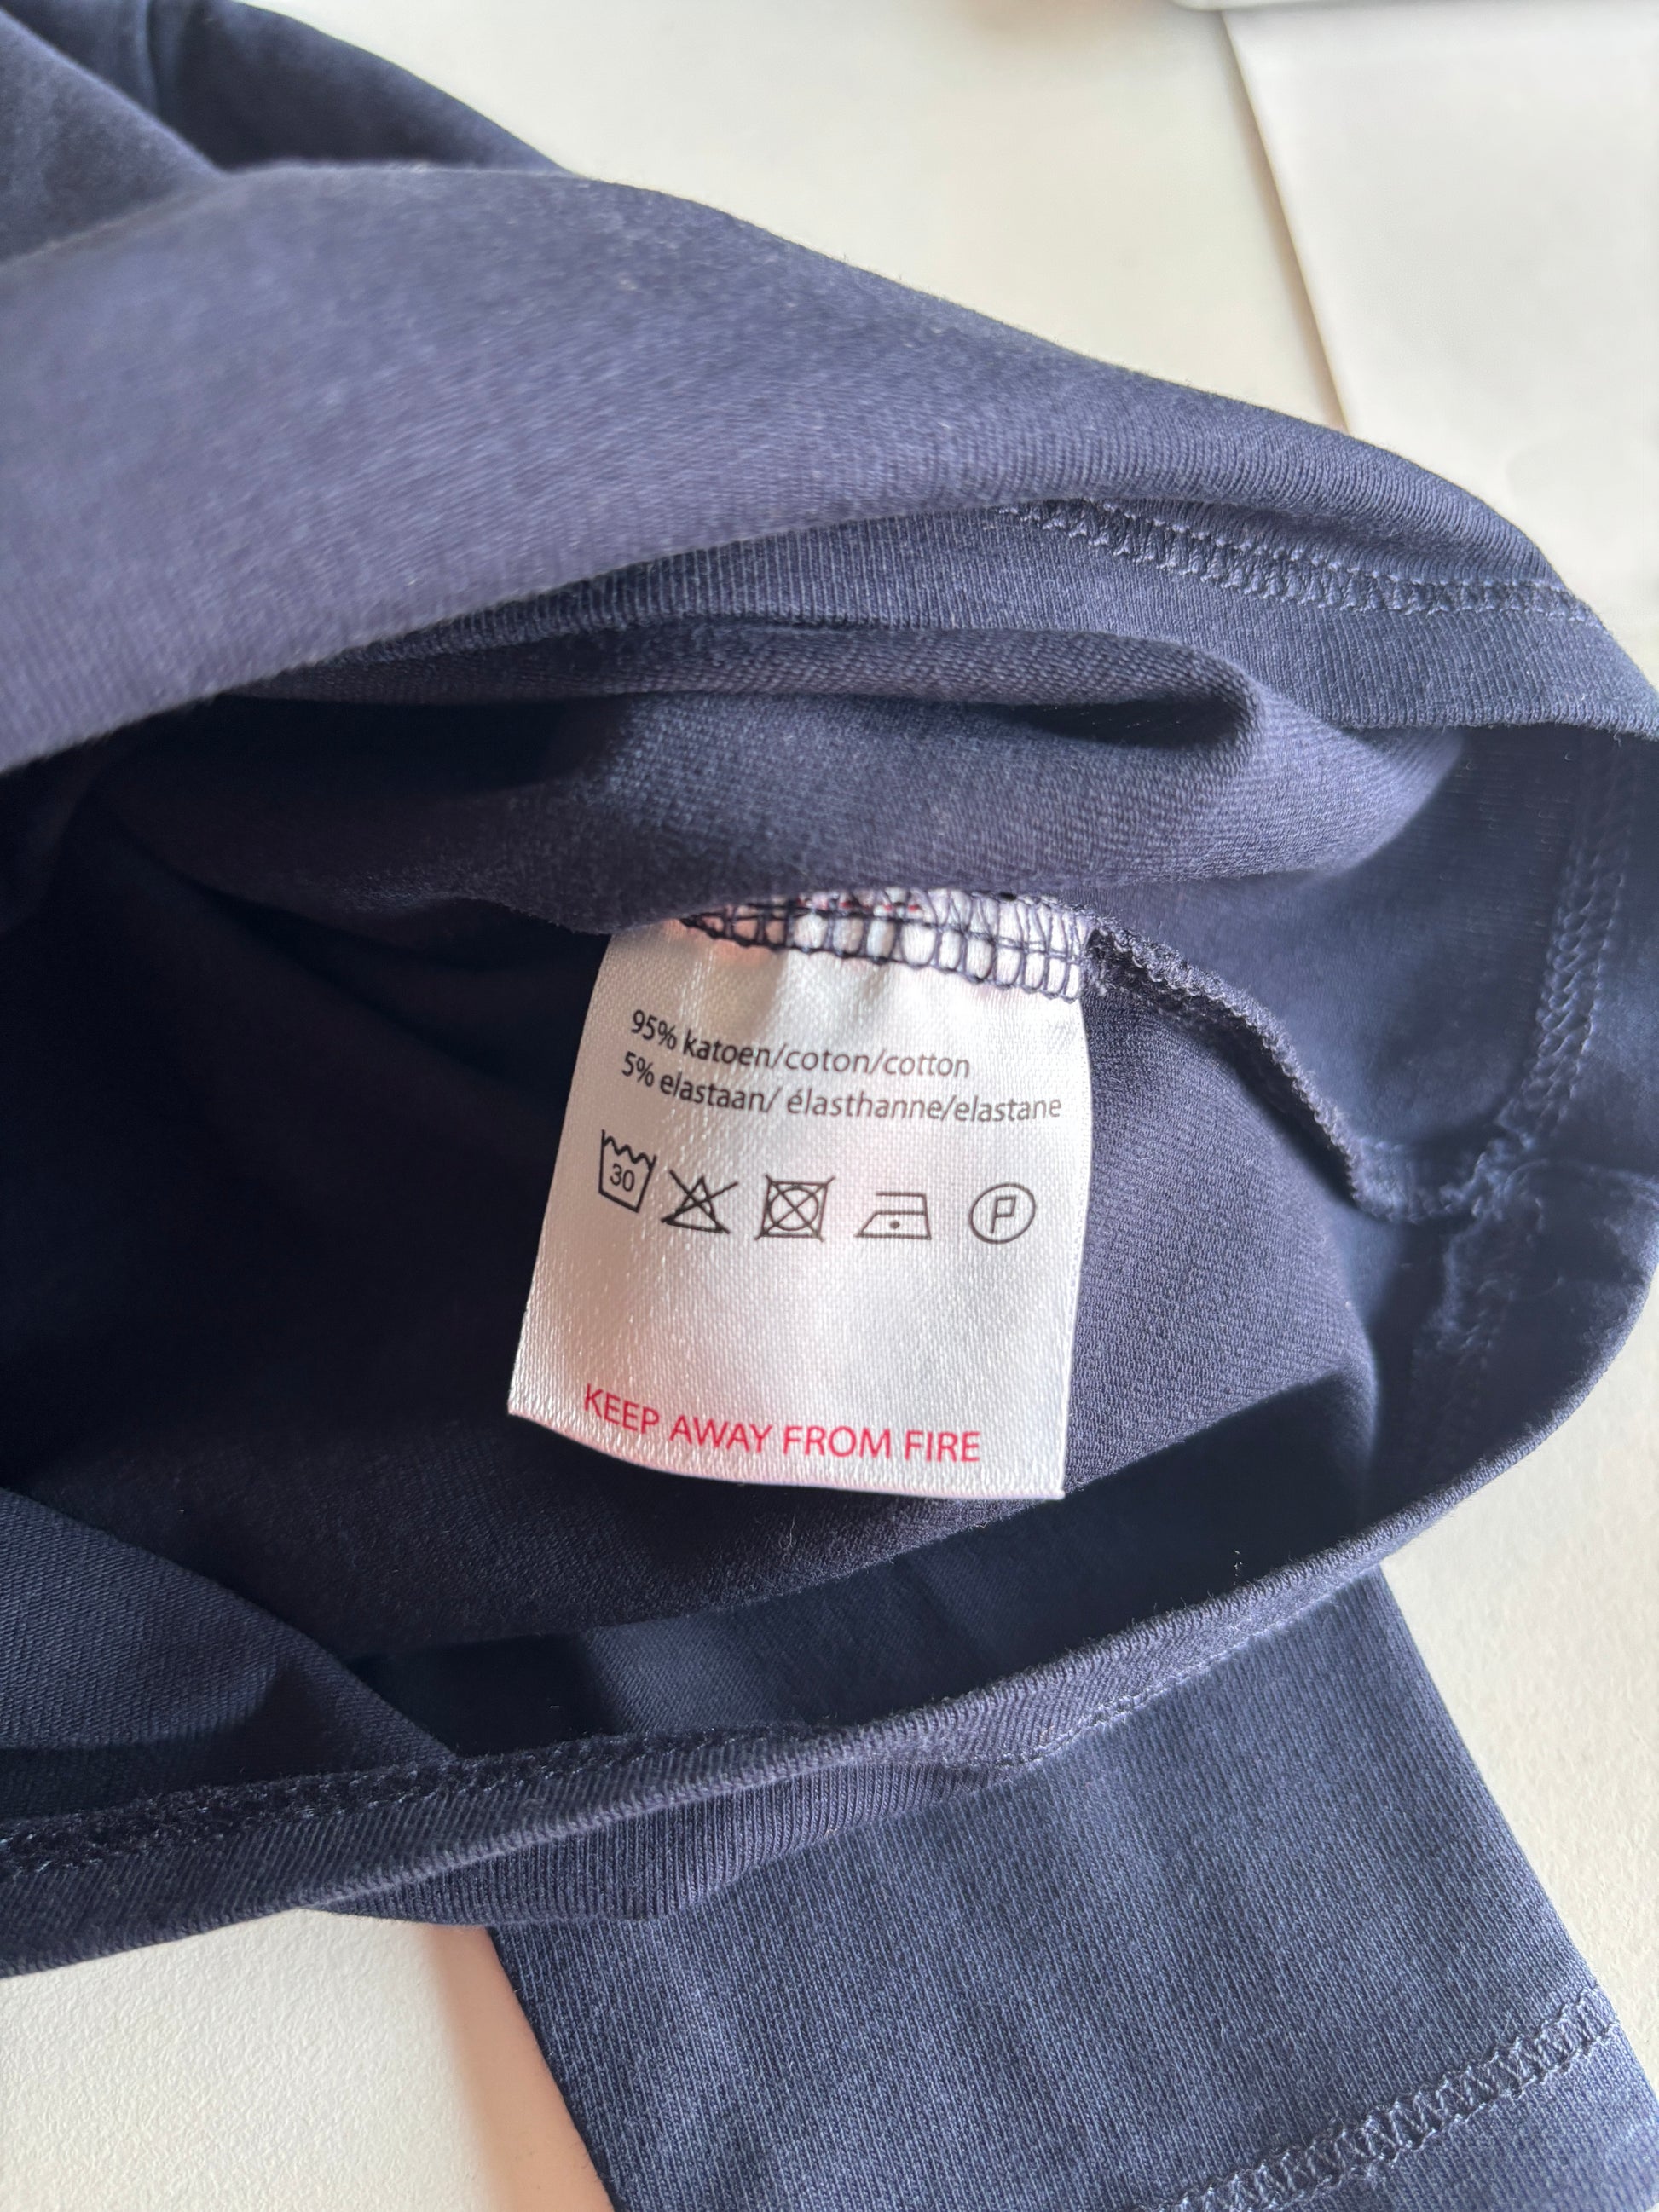 95% katoen/coton/cotton
5% elastaan/ élasthanne/elastane
30
P
KEEP AWAY FROM FIRE